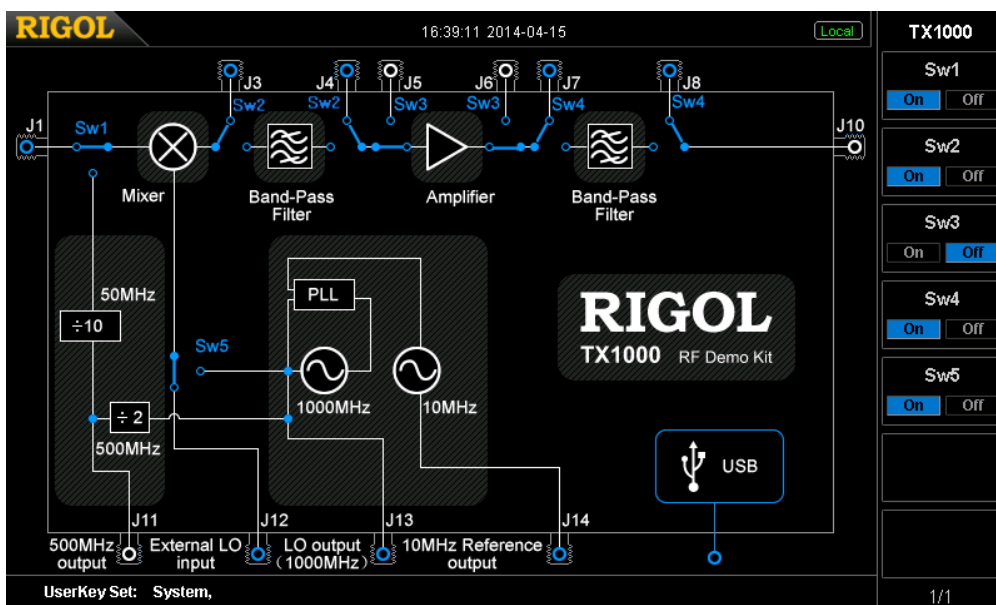 RIGOL
16:39:11 2014-04-15
Local
TX1000
J3
J4
J5
J6
J7
J8
Sw2
Sw2
Sw3
Sw3
Sw4
Sw4
J1
Sw1
J10
Mixer
Band-Pass
Filter
Amplifier
Band-Pass
Filter
50MHz
÷10
PLL
Sw5
1000MHz
10MHz
÷ 2
500MHz
RIGOL
TX1000 RF Demo Kit
USB
J11
J12
J13
J14
500MHz
output
External LO
input
LO output
(1000MHz)
10MHz Reference
output
Sw1
On Off
Sw2
On Off
Sw3
On Off
Sw4
On Off
Sw5
On Off
UserKey Set: System,
1/1